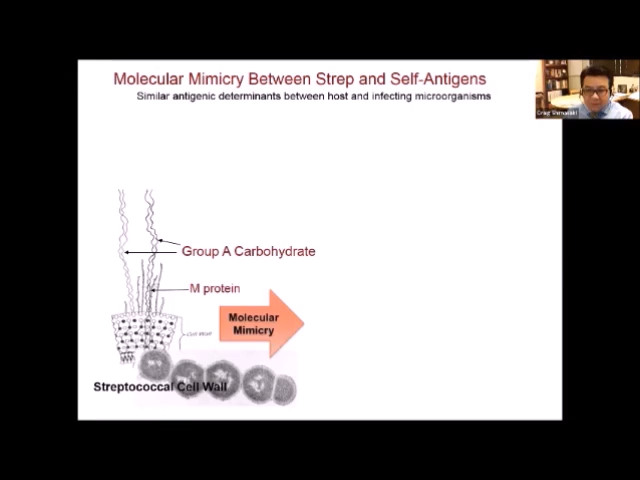 Molecular Mimicry Between Strep and Self-Antigens
Similar antigenic determinants between host and infecting microorganisms
Group A Carbohydrate
M protein
Molecular
Mimicry
Streptococcal Cell Wall